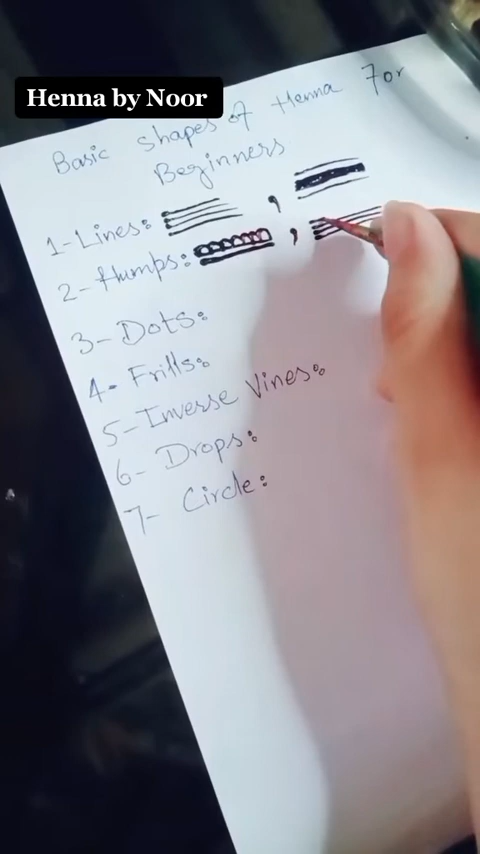 Henna by Noor
Basic shapes of Henna For
Beginners
1-Lines: ,
2-Humps: ,
3-Dots:
4-Frills:
5-Inverse Vines:
6-Drops:
7-Circle: